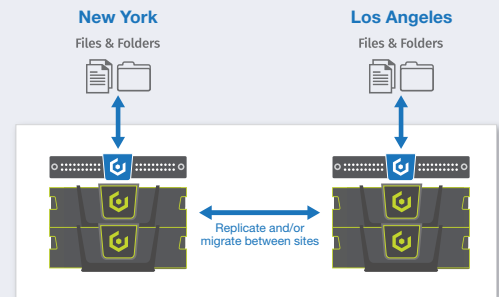 New York
Los Angeles
Files & Folders
Files & Folders
Replicate and/or
migrate between sites